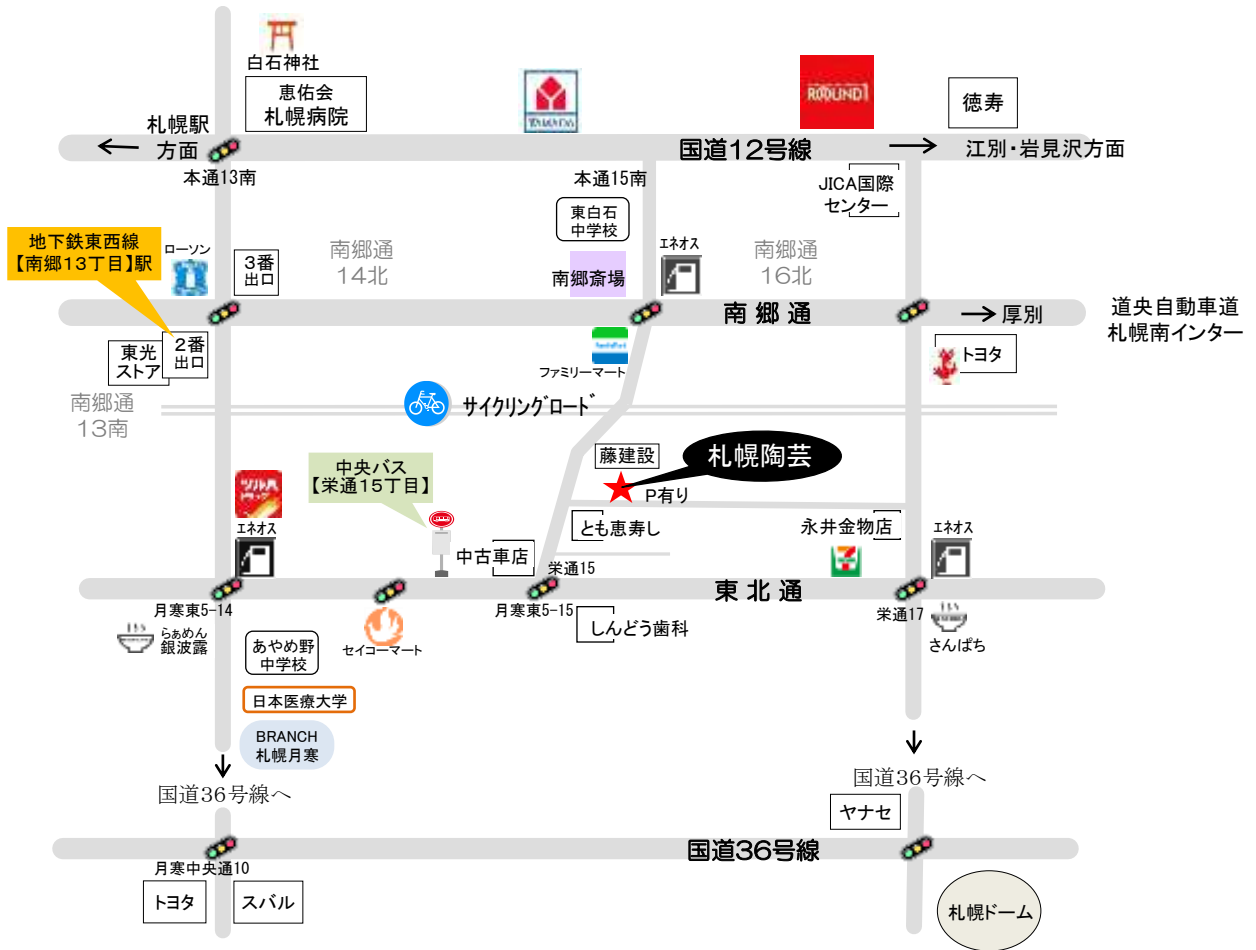 白石神社
恵佑会
札幌病院
YAMADA
ROUND1
徳寿
札幌駅
方面
国道12号線
江別・岩見沢方面
本通13南
本通15南
JICA国際
センター
東白石
中学校
地下鉄東西線
【南郷13丁目】駅
ローソン
3番
出口
南郷通
14北
南郷斎場
エネオス
南郷通
16北
南郷通
厚別
道央自動車道
札幌南インター
東光
ストア
2番
出口
FamilyMart
ファミリーマート
トヨタ
南郷通
13南
サイクリングロード
中央バス
【栄通15丁目】
藤建設
札幌陶芸
P有り
ツルハ
ドラッグ
エネオス
中古車店
とも恵寿し
永井金物店
エネオス
栄通15
東北通
月寒東5-14
月寒東5-15
栄通17
らぁめん
銀波露
あやめ野
中学校
セイコーマート
しんどう歯科
さんぱち
日本医療大学
BRANCH
札幌月寒
国道36号線へ
国道36号線へ
ヤナセ
国道36号線
月寒中央通10
トヨタ
スバル
札幌ドーム